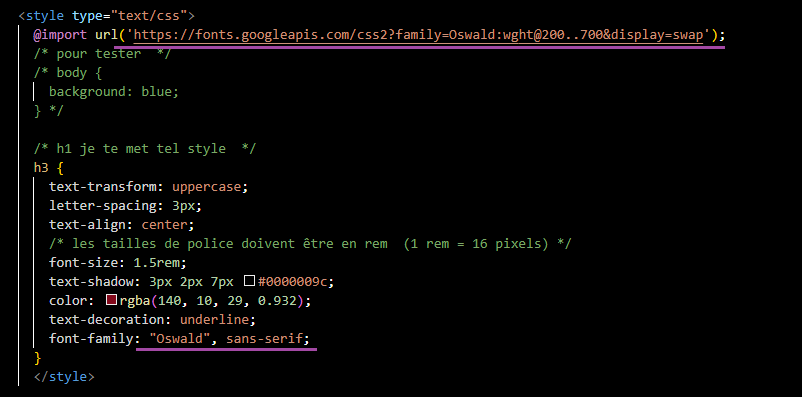 <style type="text/css">
@import url('https://fonts.googleapis.com/css2?family=Oswald:wght@200..700&display=swap');
/* pour tester  */
/* body {
background: blue;
} */
/* h1 je te met tel style  */
h3 {
text-transform: uppercase;
letter-spacing: 3px;
text-align: center;
/* les tailles de police doivent être en rem  (1 rem = 16 pixels) */
font-size: 1.5rem;
text-shadow: 3px 2px 7px #0000009c;
color: rgba(140, 10, 29, 0.932);
text-decoration: underline;
font-family: "Oswald", sans-serif;
}
</style>